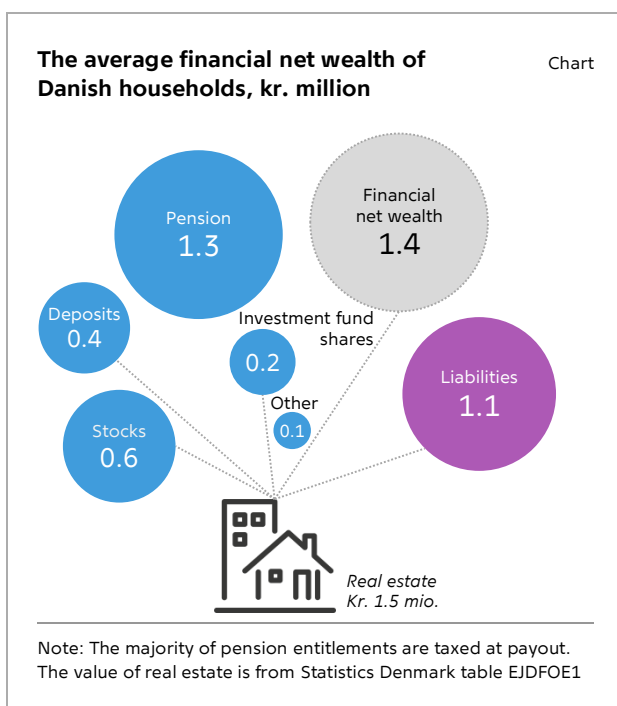 The average financial net wealth of
Danish households, kr. million
Chart
Pension
1.3
Financial
net wealth
1.4
Deposits
0.4
Investment fund
shares
0.2
Liabilities
1.1
Other
0.1
Stocks
0.6
Real estate
Kr. 1.5 mio.
Note: The majority of pension entitlements are taxed at payout.
The value of real estate is from Statistics Denmark table EJDFOE1